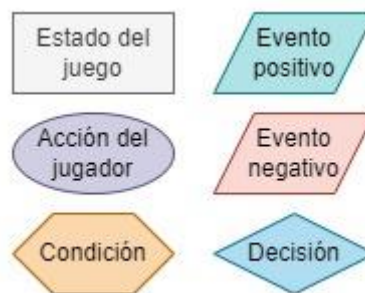 Estado del
juego
Evento
positivo
Acción del
jugador
Evento
negativo
Condición
Decisión